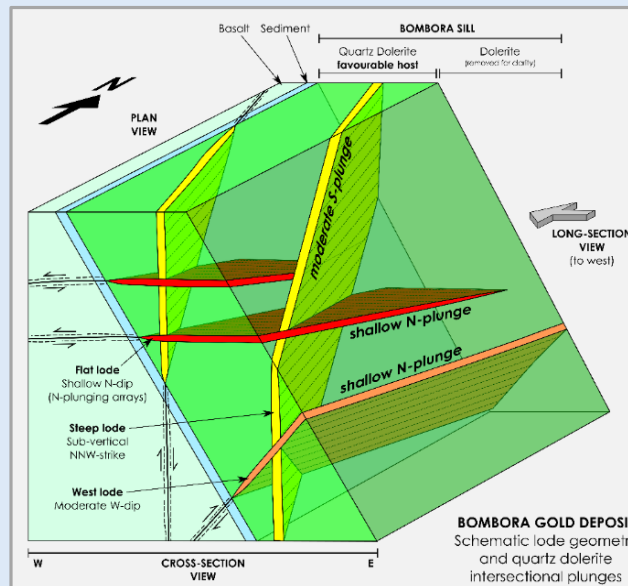 BOMBORA SILL
Basalt
Sediment
Quartz Dolerite
favourable host
Dolerite
(removed for clarity)
N
PLAN
VIEW
moderate S-plunge
LONG-SECTION
VIEW
(to west)
shallow N-plunge
shallow N-plunge
Flat lode
Shallow N-dip
(N-plunging arrays)
Steep lode
Sub-vertical
NNW-strike
West lode
Moderate W-dip
W
CROSS-SECTION
VIEW
E
BOMBORA GOLD DEPOSI
Schematic lode geometr
and quartz dolerite
intersectional plunges